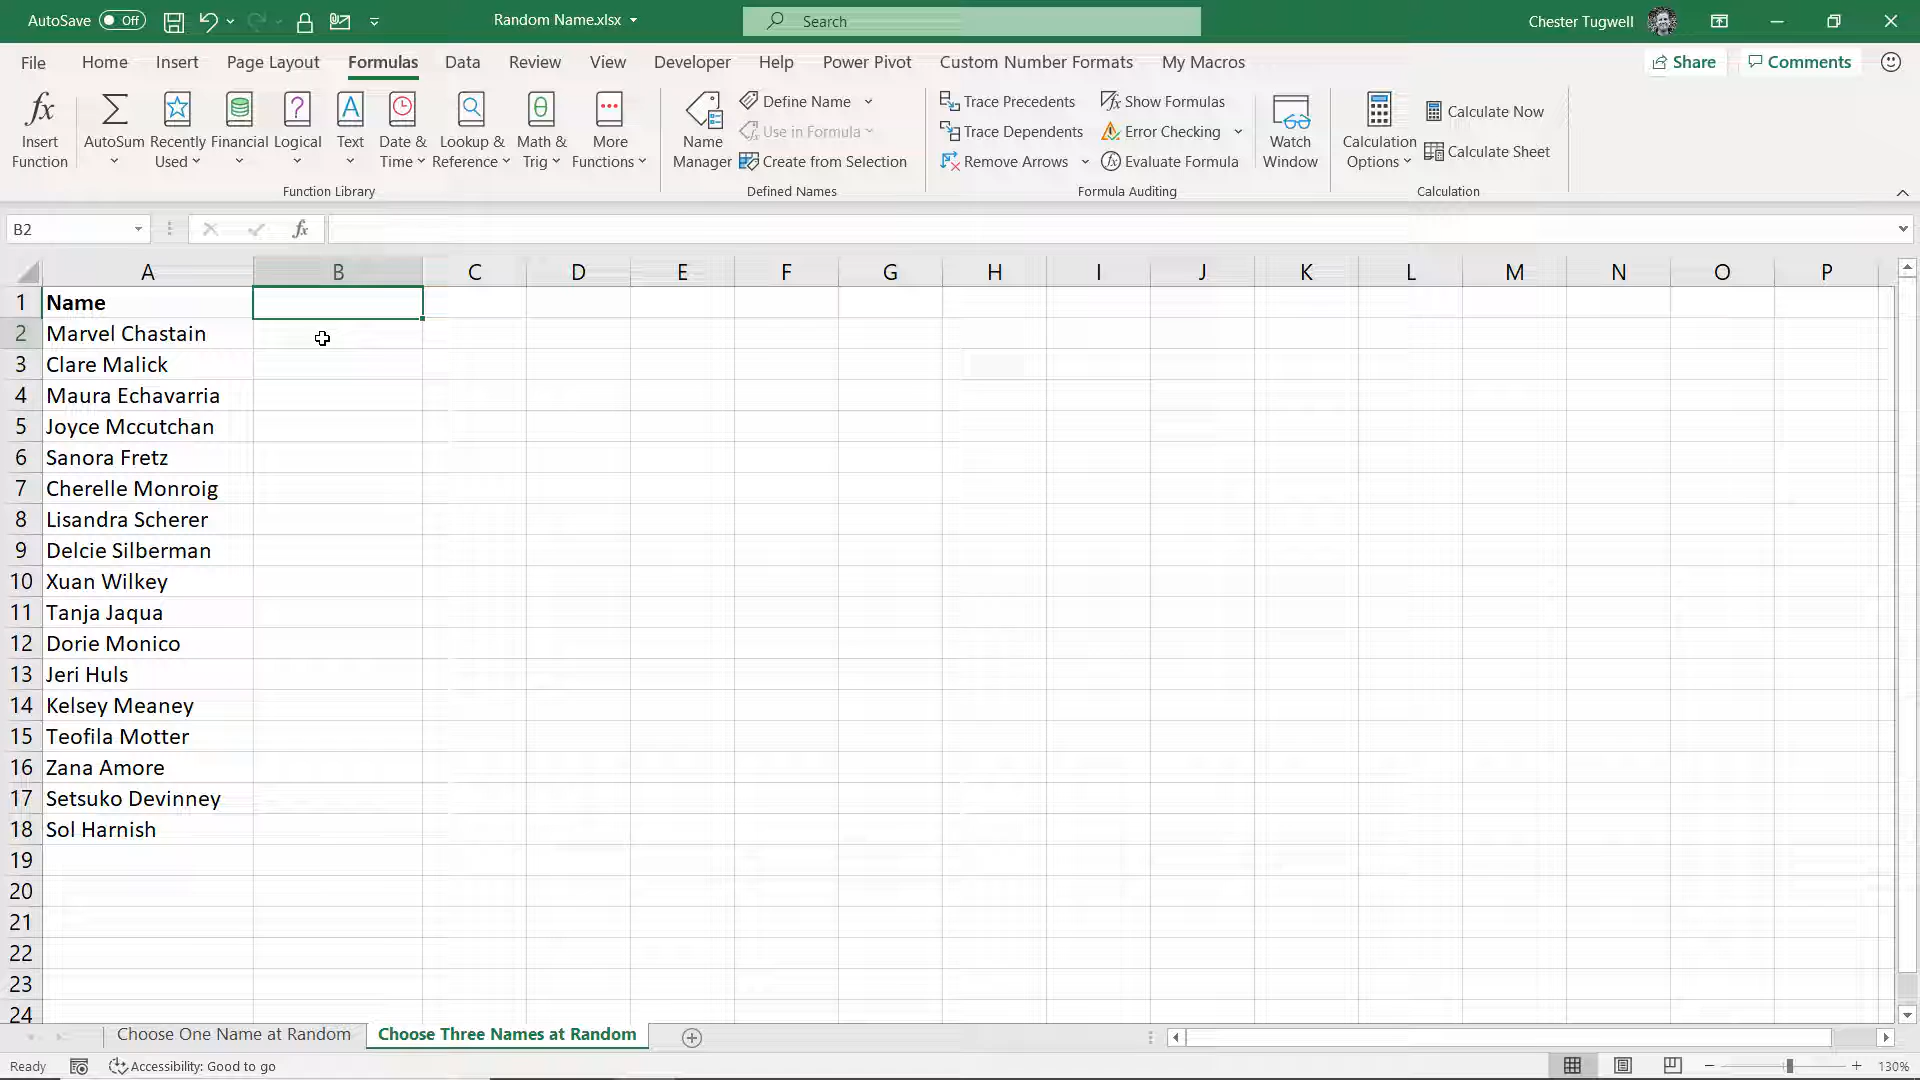 AutoSave Off Random Name.xlsx Search Chester Tugwell
File Home Insert Page Layout Formulas Data Review View Developer Help Power Pivot Custom Number Formats My Macros Share Comments
Insert Function
AutoSum
Recently Used
Financial
Logical
Text
Date & Time
Lookup & Reference
Math & Trig
More Functions
Function Library
Name Manager
Define Name
Use in Formula
Create from Selection
Defined Names
Trace Precedents
Trace Dependents
Remove Arrows
Show Formulas
Error Checking
Evaluate Formula
Formula Auditing
Watch Window
Calculation Options
Calculate Now
Calculate Sheet
Calculation
B2 fx
A B C D E F G H I J K L M N O P
1 Name
2 Marvel Chastain
3 Clare Malick
4 Maura Echavarria
5 Joyce Mccutchan
6 Sanora Fretz
7 Cherelle Monroig
8 Lisandra Scherer
9 Delcie Silberman
10 Xuan Wilkey
11 Tanja Jaqua
12 Dorie Monico
13 Jeri Huls
14 Kelsey Meaney
15 Teofila Motter
16 Zana Amore
17 Setsuko Devinney
18 Sol Harnish
19
20
21
22
23
24
Choose One Name at Random Choose Three Names at Random
Ready Accessibility: Good to go 130%